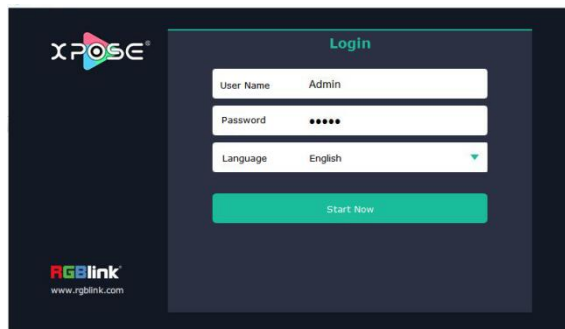 XPOSE®
Login
User Name Admin
Password •••••
Language English
Start Now
RGBlink®
www.rgblink.com